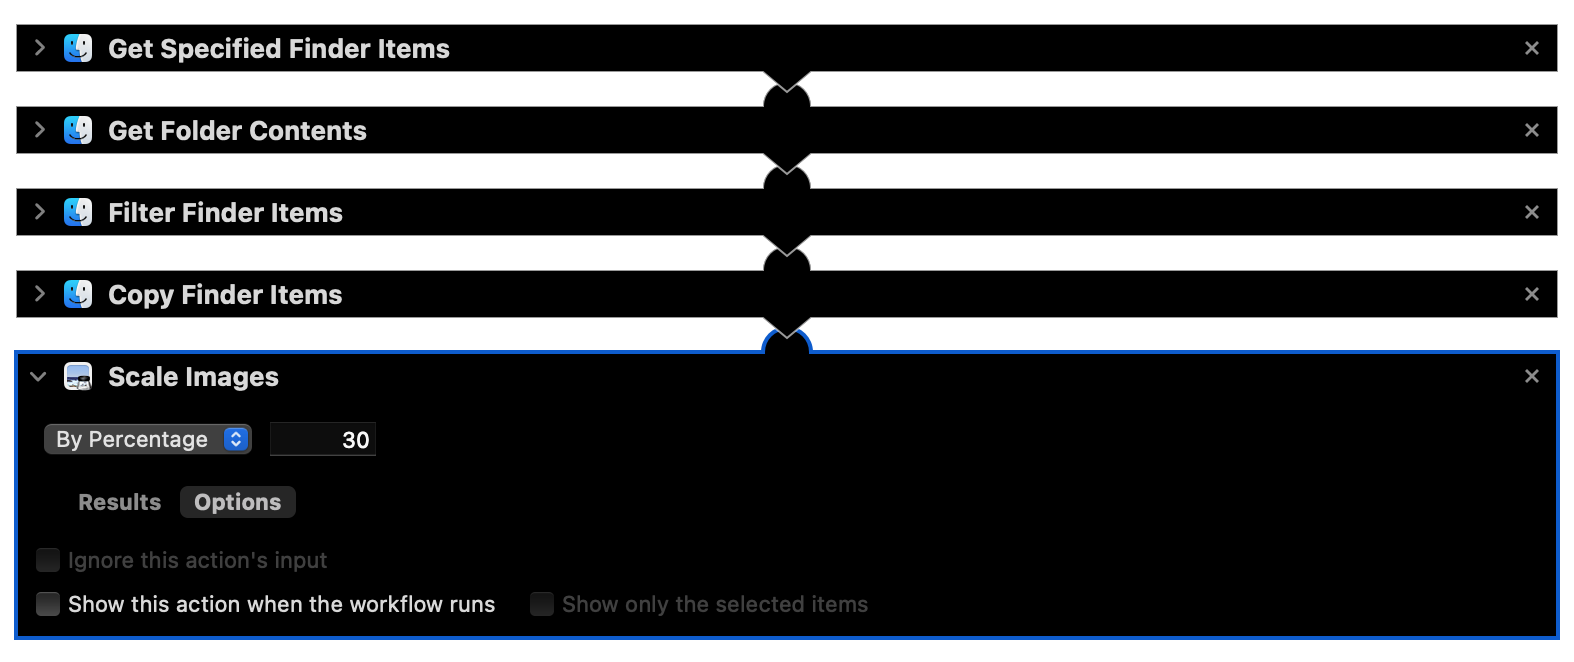 Get Specified Finder Items
Get Folder Contents
Filter Finder Items
Copy Finder Items
Scale Images
By Percentage 30
Results Options
Ignore this action's input
Show this action when the workflow runs Show only the selected items